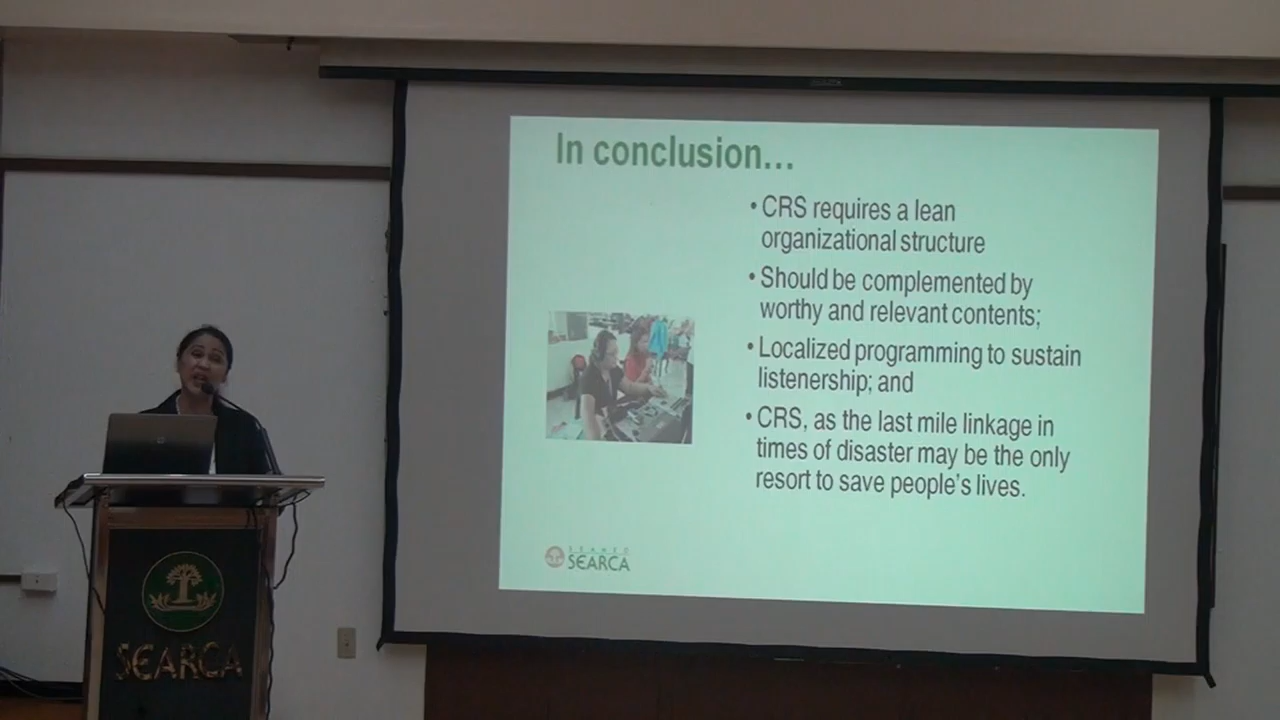 In conclusion...
• CRS requires a lean
organizational structure
• Should be complemented by
worthy and relevant contents;
• Localized programming to sustain
listenership; and
• CRS, as the last mile linkage in
times of disaster may be the only
resort to save people's lives.
SEAMEO
SEARCA
SEARCA